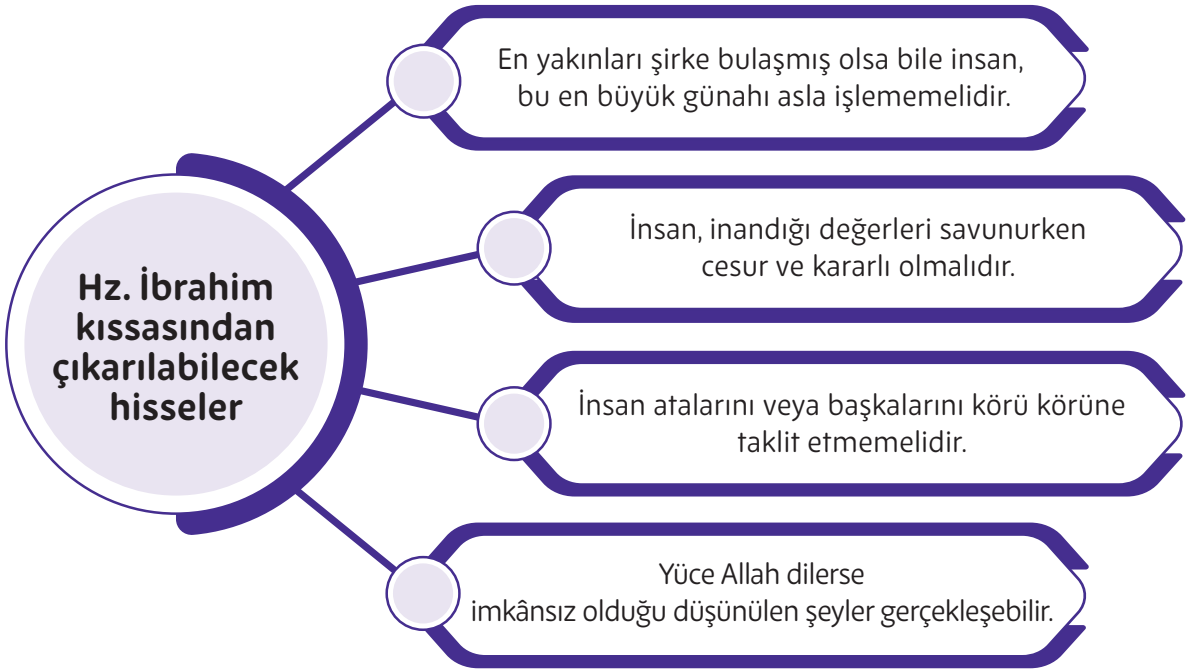 Hz. İbrahim
kıssasından
çıkarılabilecek
hisseler
En yakınları şirke bulaşmış olsa bile insan,
bu en büyük günahı asla işlememelidir.
İnsan, inandığı değerleri savunurken
cesur ve kararlı olmalıdır.
İnsan atalarını veya başkalarını körü körüne
taklit etmemelidir.
Yüce Allah dilerse
imkânsız olduğu düşünülen şeyler gerçekleşebilir.